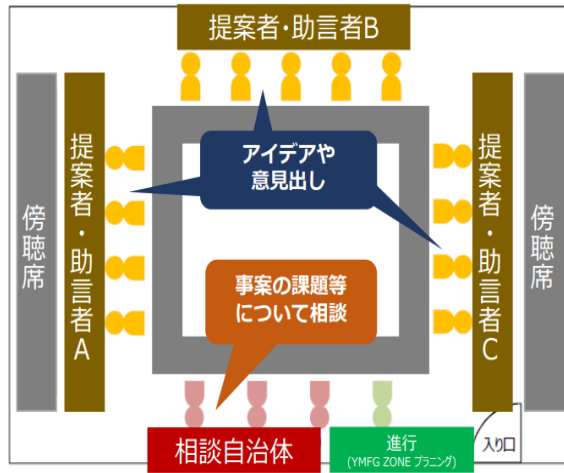 提案者・助言者B
傍聴席
提案者・助言者A
アイデアや
意見出し
提案者・助言者C
傍聴席
事案の課題等
について相談
相談自治体
進行
(YMFG ZONE プラニング)
入り口